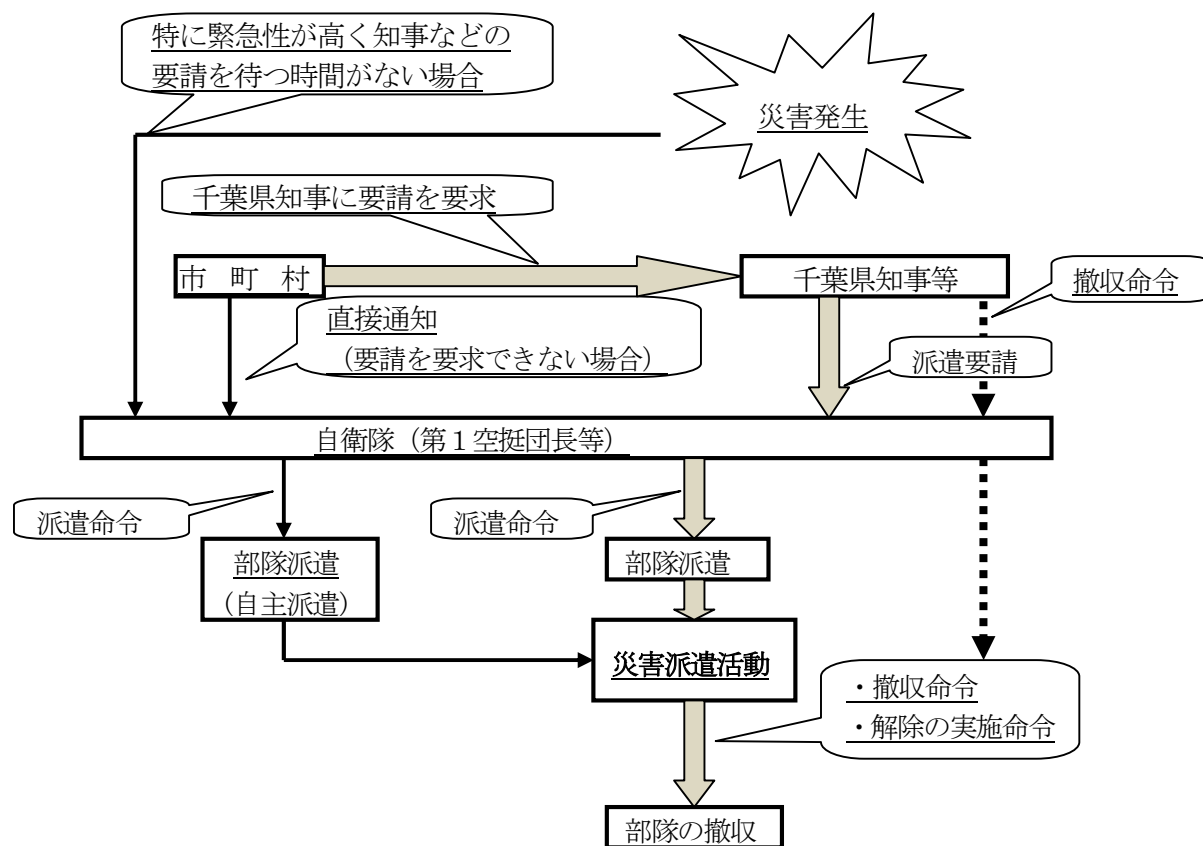 特に緊急性が高く知事などの
要請を待つ時間がない場合
災害発生
千葉県知事に要請を要求
市 町 村
千葉県知事等
撤収命令
直接通知
（要請を要求できない場合）
派遣要請
自衛隊（第１空挺団長等）
派遣命令
派遣命令
部隊派遣
（自主派遣）
部隊派遣
災害派遣活動
・撤収命令
・解除の実施命令
部隊の撤収